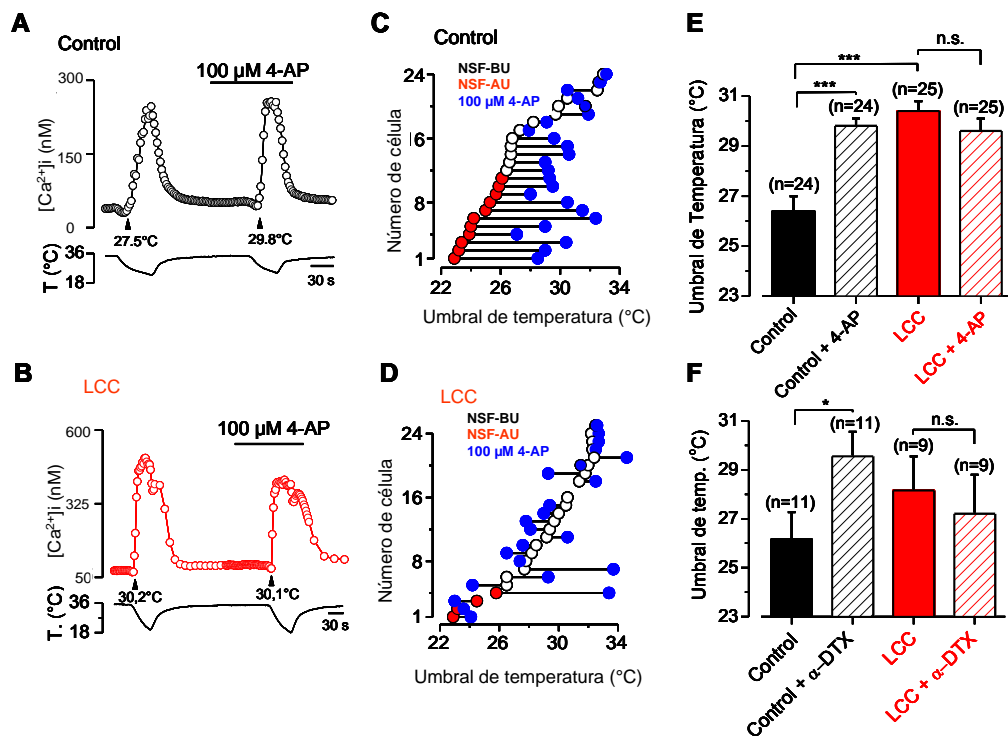 A
Control
100 µM 4-AP
300
150
0
[Ca²⁺]i (nM)
27.5°C
29.8°C
36
18
T (°C)
30 s
B
LCC
100 µM 4-AP
600
325
50
[Ca²⁺]i (nM)
30,2°C
30,1°C
36
18
T. (°C)
30s
C
Control
NSF-BU
NSF-AU
100 µM 4-AP
24
16
8
1
Número de célula
22 26 30 34
Umbral de temperatura (°C)
D
LCC
NSF-BU
NSF-AU
100 µM 4-AP
24
16
8
1
Número de célula
22 26 30 34
Umbral de temperatura (°C)
E
n.s.
***
***
(n=24)
(n=24)
(n=25)
(n=25)
31
29
27
25
23
Umbral de Temperatura (°C)
Control
Control + 4-AP
LCC
LCC + 4-AP
F
*
n.s.
(n=11)
(n=11)
(n=9)
(n=9)
31
29
27
25
23
Umbral de temp. (°C)
Control
Control + α–DTX
LCC
LCC + α–DTX